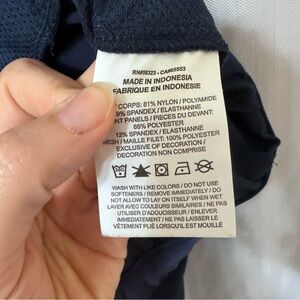 RN#56323 - CA#05553
MADE IN INDONESIA
FABRIQUE EN INDONESIE
CORPS: 81% NYLON / POLYAMIDE
9% SPANDEX / ELASTHANNE
NT PANELS / PIECES DU DEVANT:
88% POLYESTER
12% SPANDEX / ELASTHANNE
MESH / MAILLE FILET: 100% POLYESTER
EXCLUSIVE OF DECORATION /
DECORATION NON COMPRISE
WASH WITH LIKE COLORS / DO NOT USE
SOFTENERS / REMOVE IMMEDIATELY / DO
NOT ALLOW TO LAY ON ITSELF WHEN WET
LAVER AVEC COULEURS SIMILAIRES / NE PAS
UTILISER D'ADOUCISSEUR / ENLEVER
IMMÉDIATEMENT / NE PAS LAISSER LE
VÊTEMENT PLIÉ LORSQU'IL EST MOUILLÉ